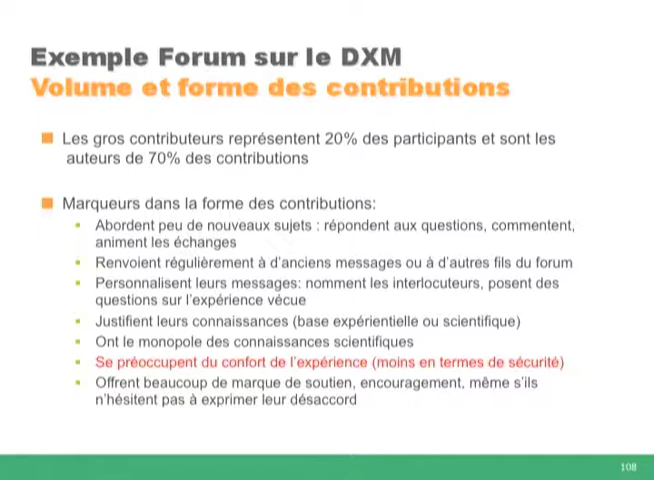 Exemple Forum sur le DXM
Volume et forme des contributions
Les gros contributeurs représentent 20% des participants et sont les
auteurs de 70% des contributions
Marqueurs dans la forme des contributions:
Abordent peu de nouveaux sujets : répondent aux questions, commentent,
animent les échanges
Renvoient régulièrement à d'anciens messages ou à d'autres fils du forum
Personnalisent leurs messages: nomment les interlocuteurs, posent des
questions sur l'expérience vécue
Justifient leurs connaissances (base expérientielle ou scientifique)
Ont le monopole des connaissances scientifiques
Se préoccupent du confort de l'expérience (moins en termes de sécurité)
Offrent beaucoup de marque de soutien, encouragement, même s'ils
n'hésitent pas à exprimer leur désaccord
108